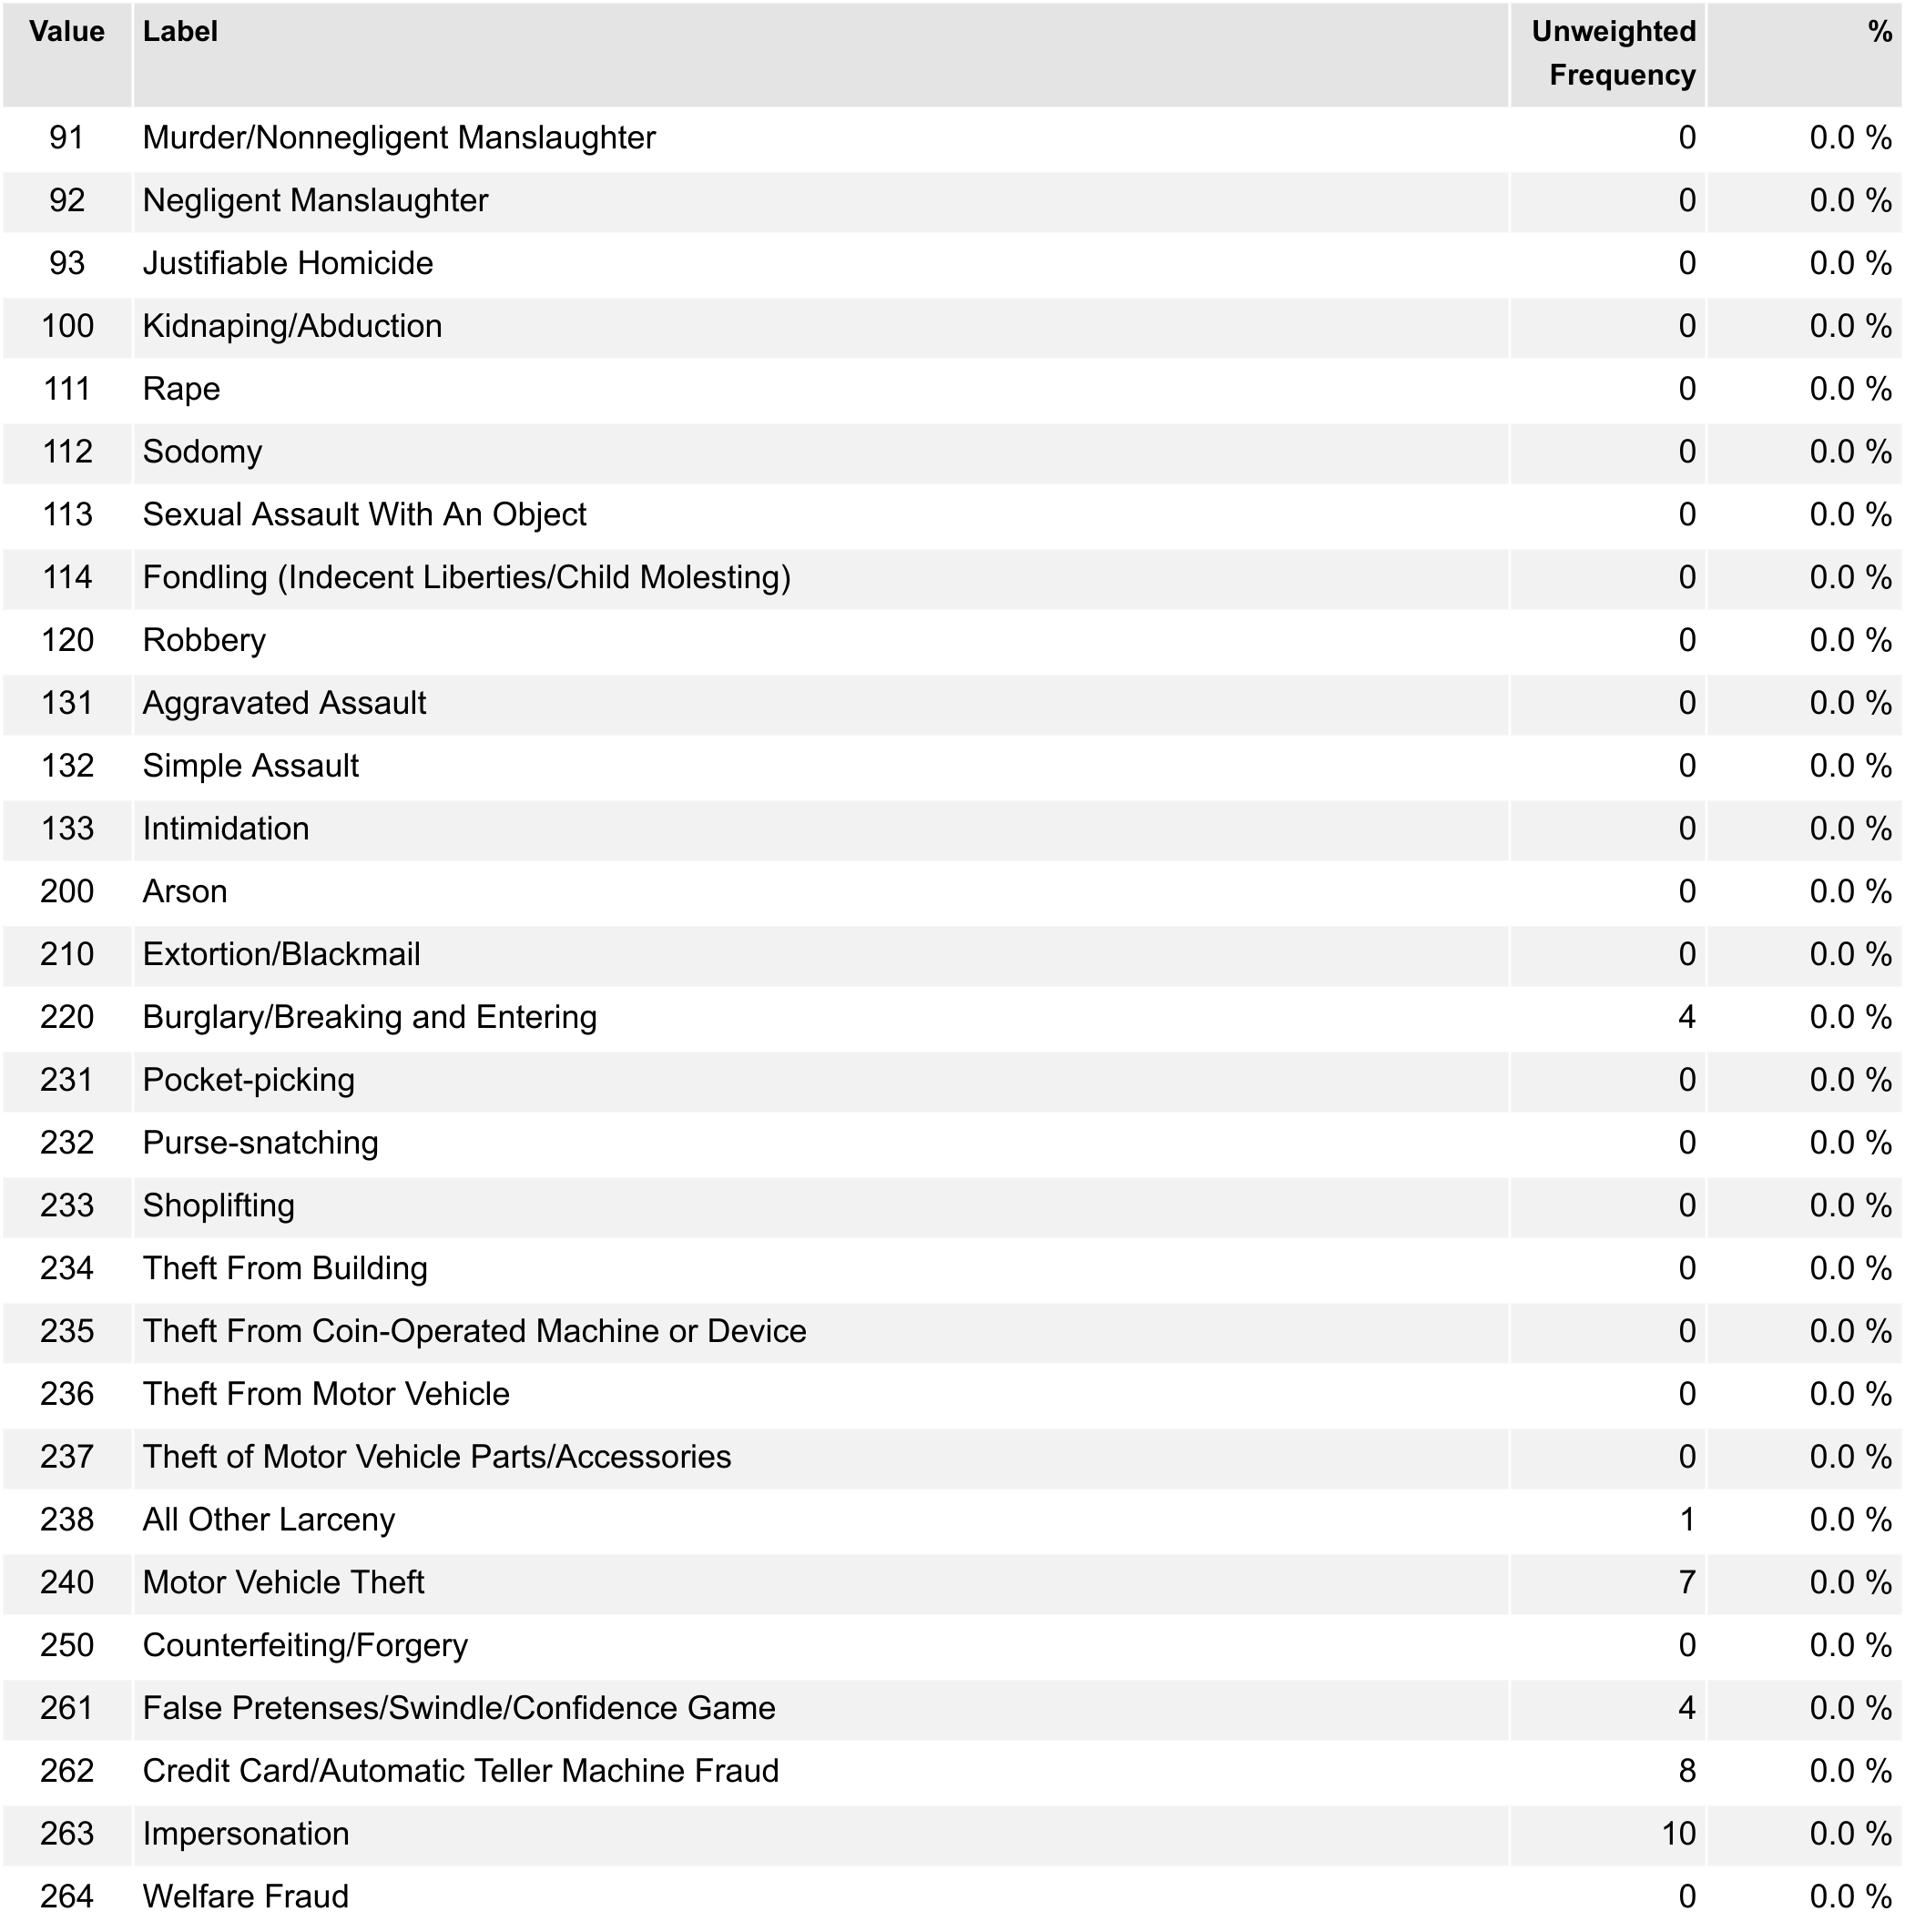 Value Label Unweighted Frequency %
91 Murder/Nonnegligent Manslaughter 0 0.0 %
92 Negligent Manslaughter 0 0.0 %
93 Justifiable Homicide 0 0.0 %
100 Kidnaping/Abduction 0 0.0 %
111 Rape 0 0.0 %
112 Sodomy 0 0.0 %
113 Sexual Assault With An Object 0 0.0 %
114 Fondling (Indecent Liberties/Child Molesting) 0 0.0 %
120 Robbery 0 0.0 %
131 Aggravated Assault 0 0.0 %
132 Simple Assault 0 0.0 %
133 Intimidation 0 0.0 %
200 Arson 0 0.0 %
210 Extortion/Blackmail 0 0.0 %
220 Burglary/Breaking and Entering 4 0.0 %
231 Pocket-picking 0 0.0 %
232 Purse-snatching 0 0.0 %
233 Shoplifting 0 0.0 %
234 Theft From Building 0 0.0 %
235 Theft From Coin-Operated Machine or Device 0 0.0 %
236 Theft From Motor Vehicle 0 0.0 %
237 Theft of Motor Vehicle Parts/Accessories 0 0.0 %
238 All Other Larceny 1 0.0 %
240 Motor Vehicle Theft 7 0.0 %
250 Counterfeiting/Forgery 0 0.0 %
261 False Pretenses/Swindle/Confidence Game 4 0.0 %
262 Credit Card/Automatic Teller Machine Fraud 8 0.0 %
263 Impersonation 10 0.0 %
264 Welfare Fraud 0 0.0 %